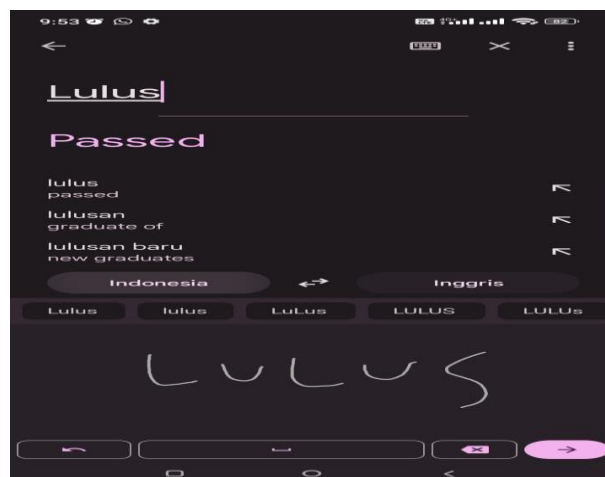 9:53 82
Lulus
Passed
lulus
passed
lulusan
graduate of
lulusan baru
new graduates
Indonesia Inggris
Lulus lulus LuLus LULUS LULUs
LULUS